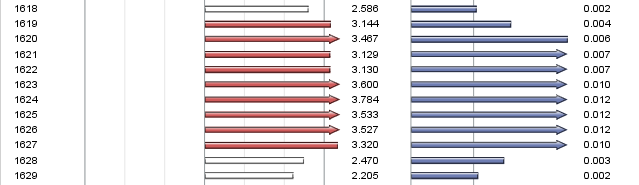 1618 2.586 0.002
1619 3.144 0.004
1620 3.467 0.006
1621 3.129 0.007
1622 3.130 0.007
1623 3.600 0.010
1624 3.784 0.012
1625 3.533 0.012
1626 3.527 0.012
1627 3.320 0.010
1628 2.470 0.003
1629 2.205 0.002